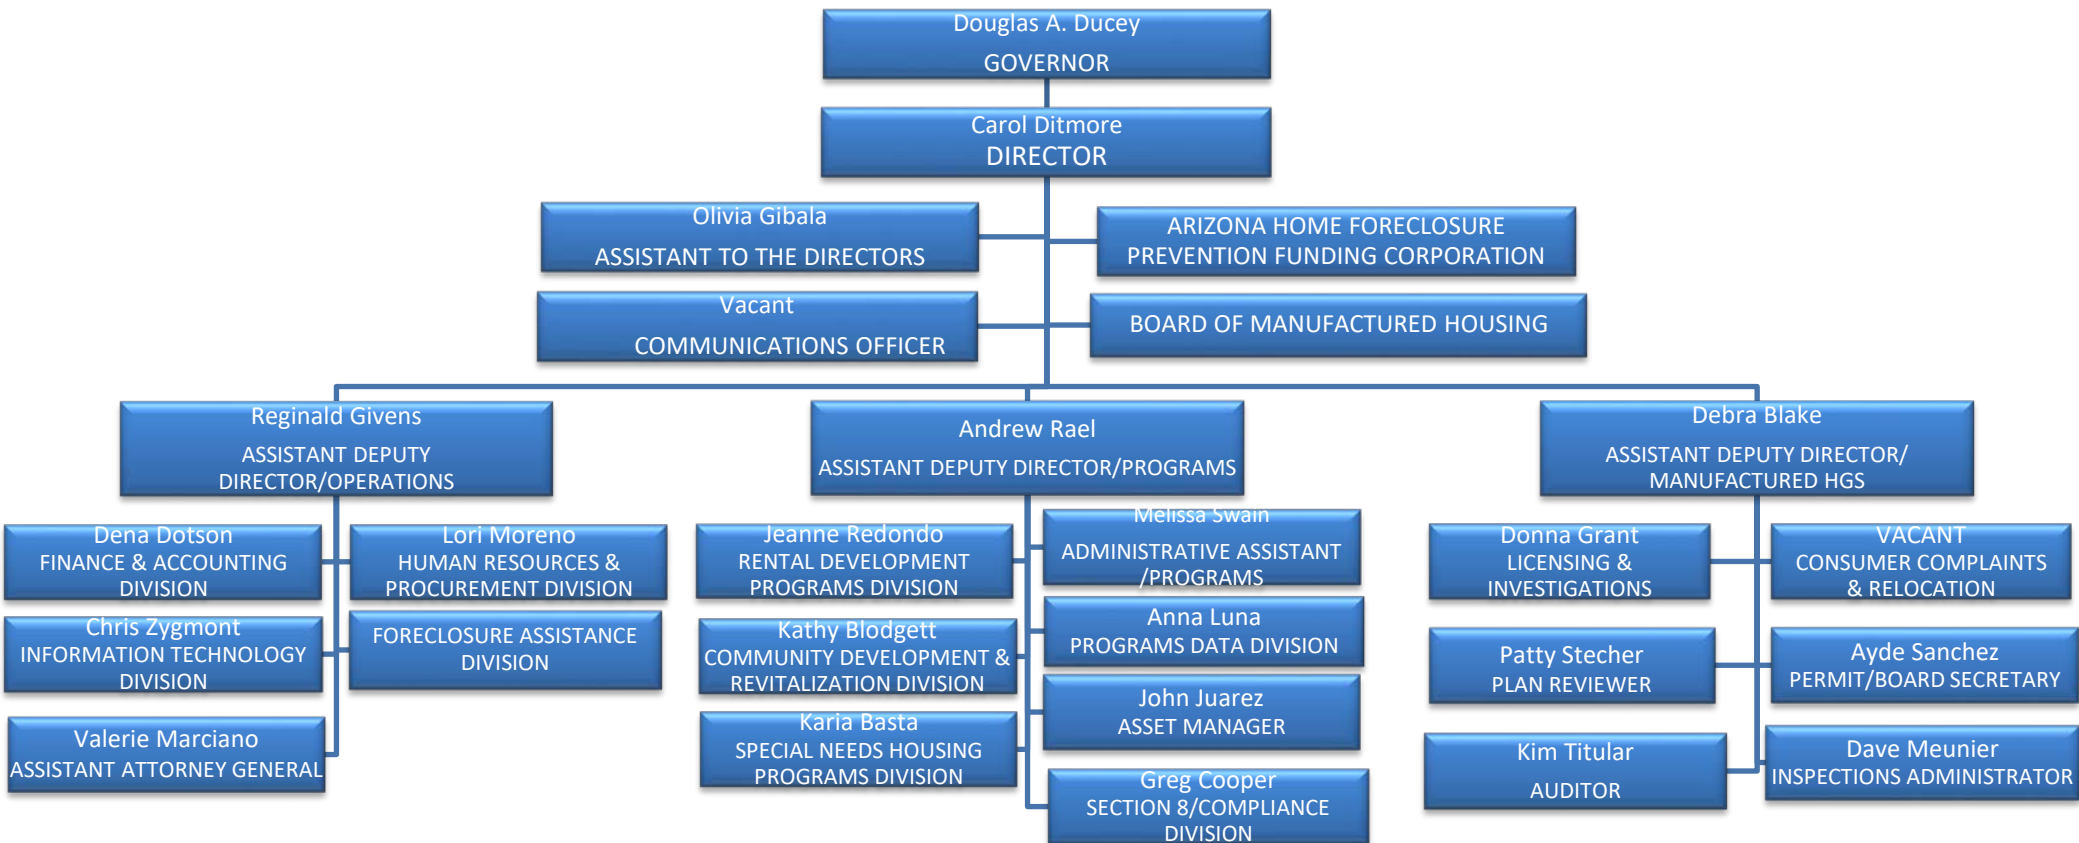 Douglas A. Ducey
GOVERNOR
Carol Ditmore
DIRECTOR
Olivia Gibala
ASSISTANT TO THE DIRECTORS
ARIZONA HOME FORECLOSURE
PREVENTION FUNDING CORPORATION
Vacant
COMMUNICATIONS OFFICER
BOARD OF MANUFACTURED HOUSING
Reginald Givens
ASSISTANT DEPUTY
DIRECTOR/OPERATIONS
Andrew Rael
ASSISTANT DEPUTY DIRECTOR/PROGRAMS
Debra Blake
ASSISTANT DEPUTY DIRECTOR/
MANUFACTURED HGS
Dena Dotson
FINANCE & ACCOUNTING
DIVISION
Lori Moreno
HUMAN RESOURCES &
PROCUREMENT DIVISION
Chris Zygmont
INFORMATION TECHNOLOGY
DIVISION
FORECLOSURE ASSISTANCE
DIVISION
Valerie Marciano
ASSISTANT ATTORNEY GENERAL
Jeanne Redondo
RENTAL DEVELOPMENT
PROGRAMS DIVISION
Melissa Swain
ADMINISTRATIVE ASSISTANT
/PROGRAMS
Kathy Blodgett
COMMUNITY DEVELOPMENT &
REVITALIZATION DIVISION
Anna Luna
PROGRAMS DATA DIVISION
Karia Basta
SPECIAL NEEDS HOUSING
PROGRAMS DIVISION
John Juarez
ASSET MANAGER
Greg Cooper
SECTION 8/COMPLIANCE
DIVISION
Donna Grant
LICENSING &
INVESTIGATIONS
VACANT
CONSUMER COMPLAINTS
& RELOCATION
Patty Stecher
PLAN REVIEWER
Ayde Sanchez
PERMIT/BOARD SECRETARY
Kim Titular
AUDITOR
Dave Meunier
INSPECTIONS ADMINISTRATOR